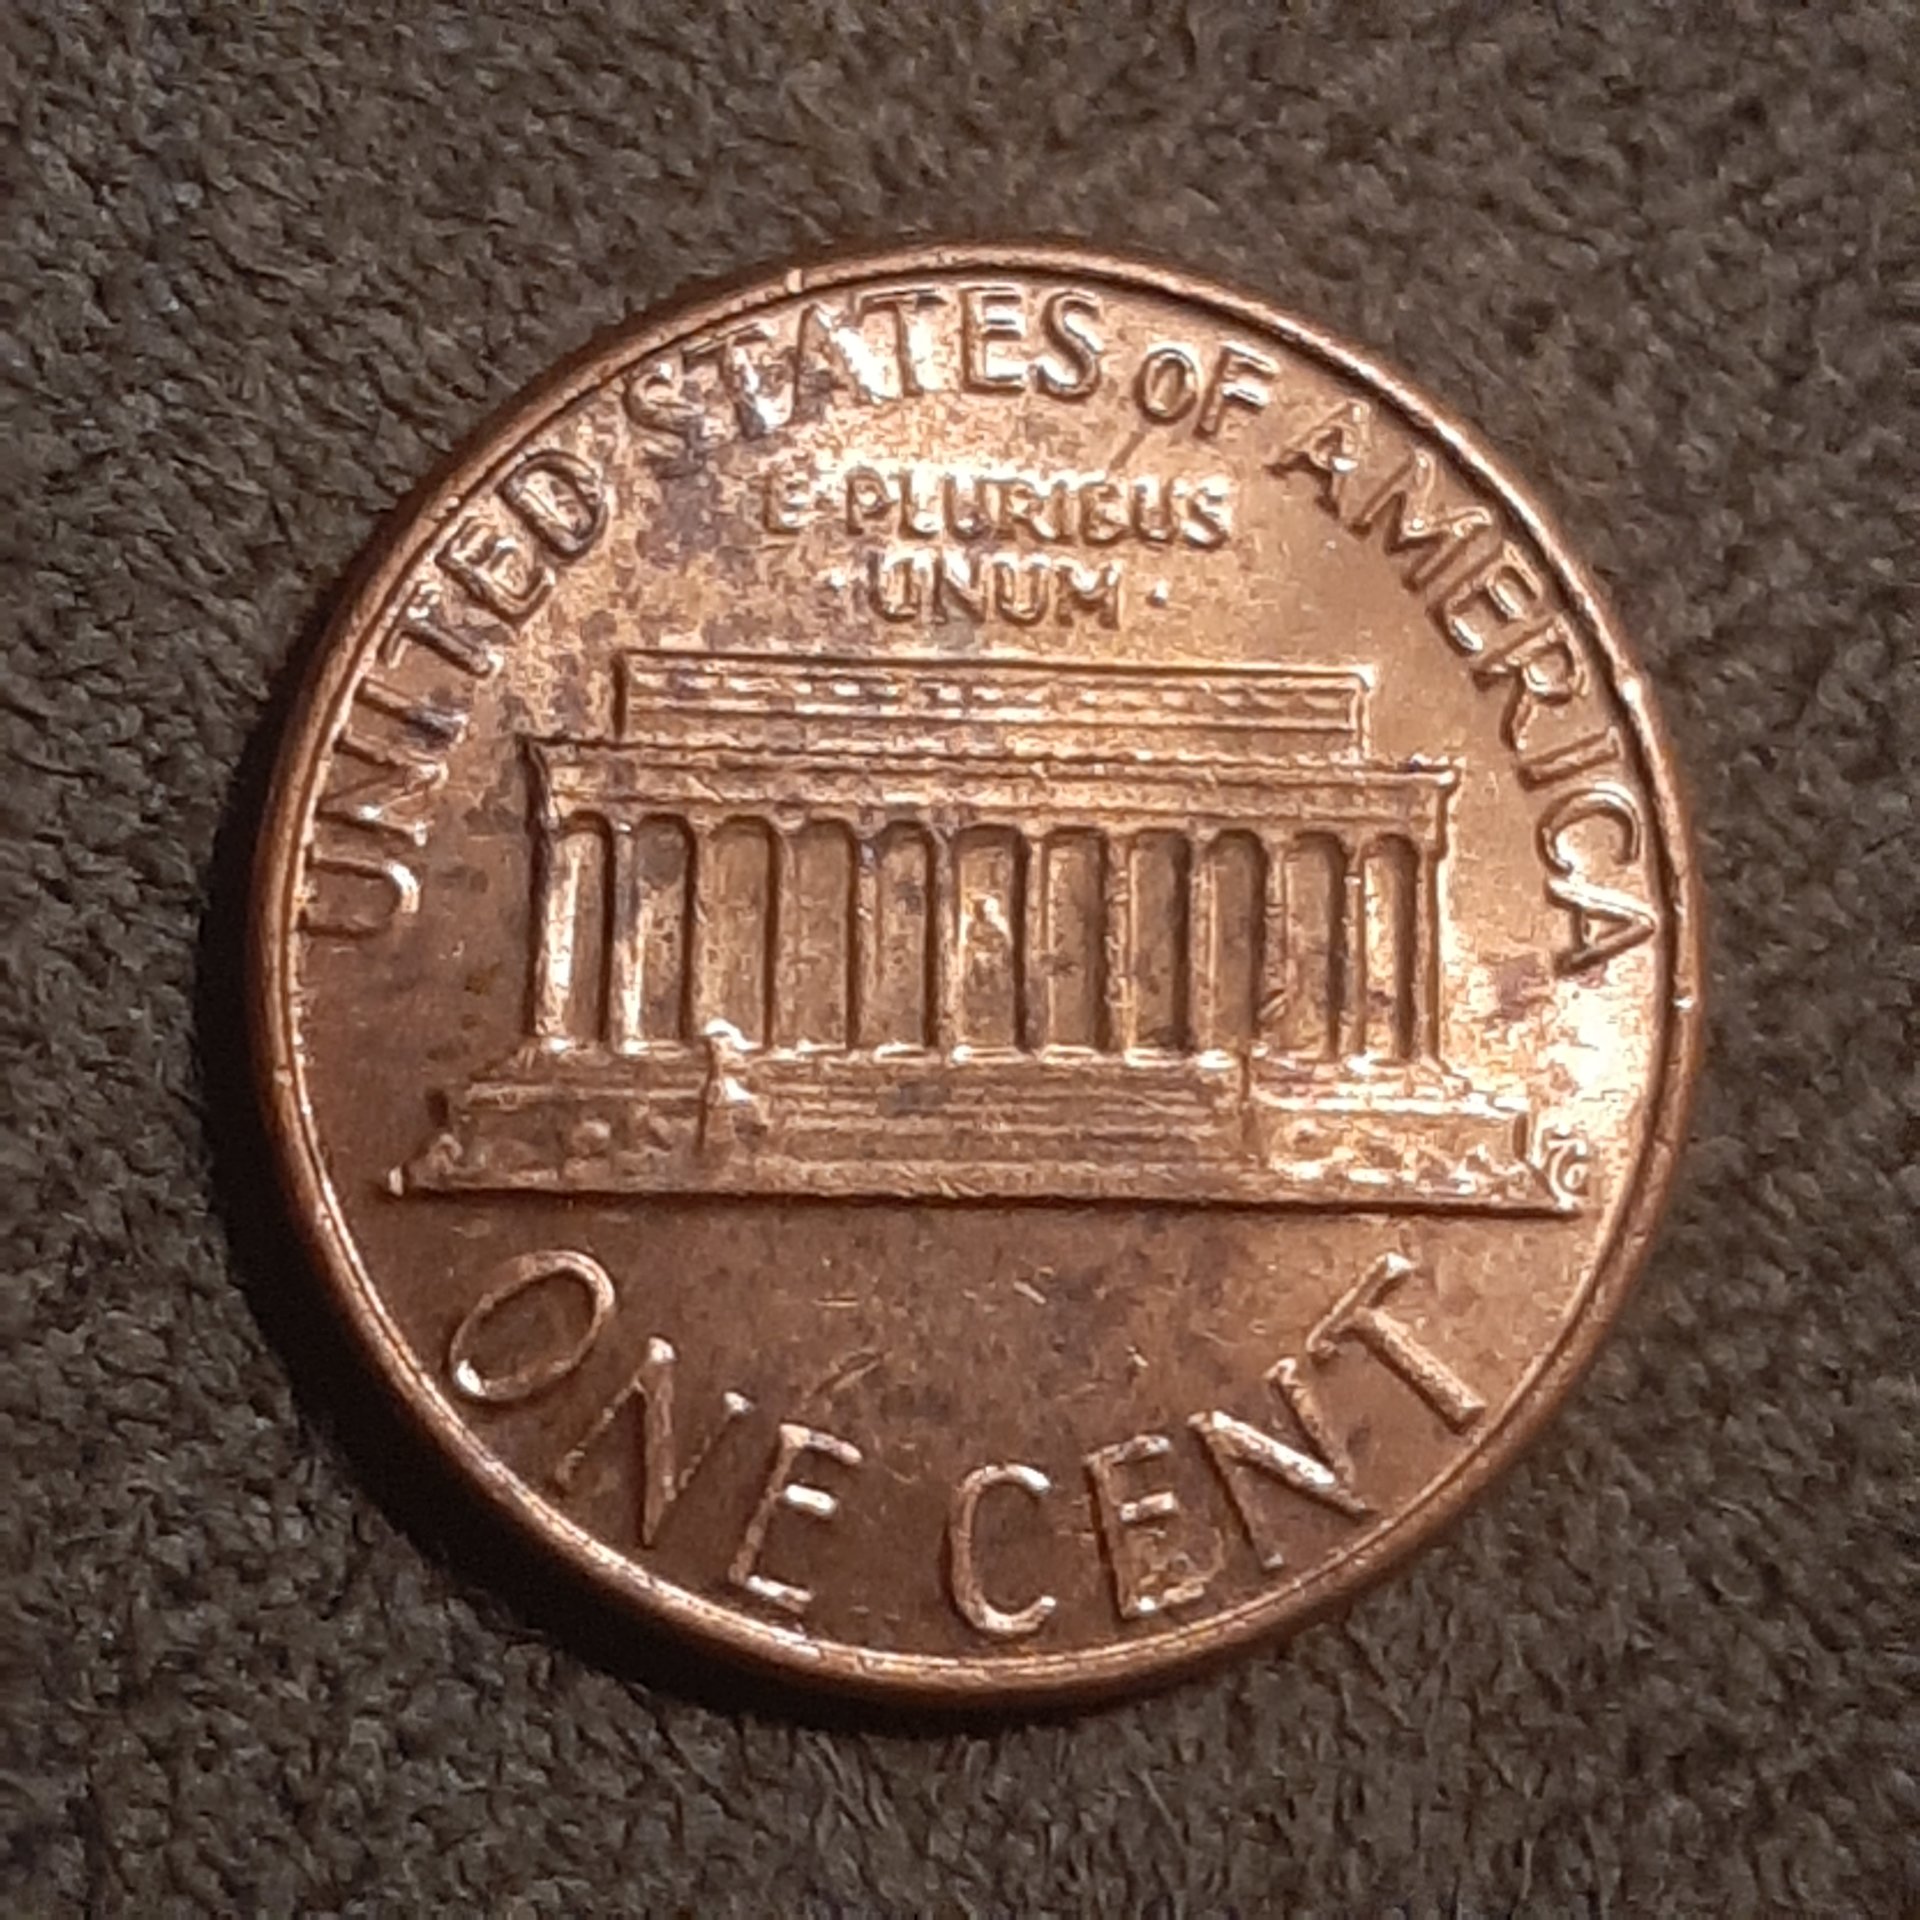 UNITED STATES OF AMERICA
E PLURIBUS
· UNUM ·
ONE CENT